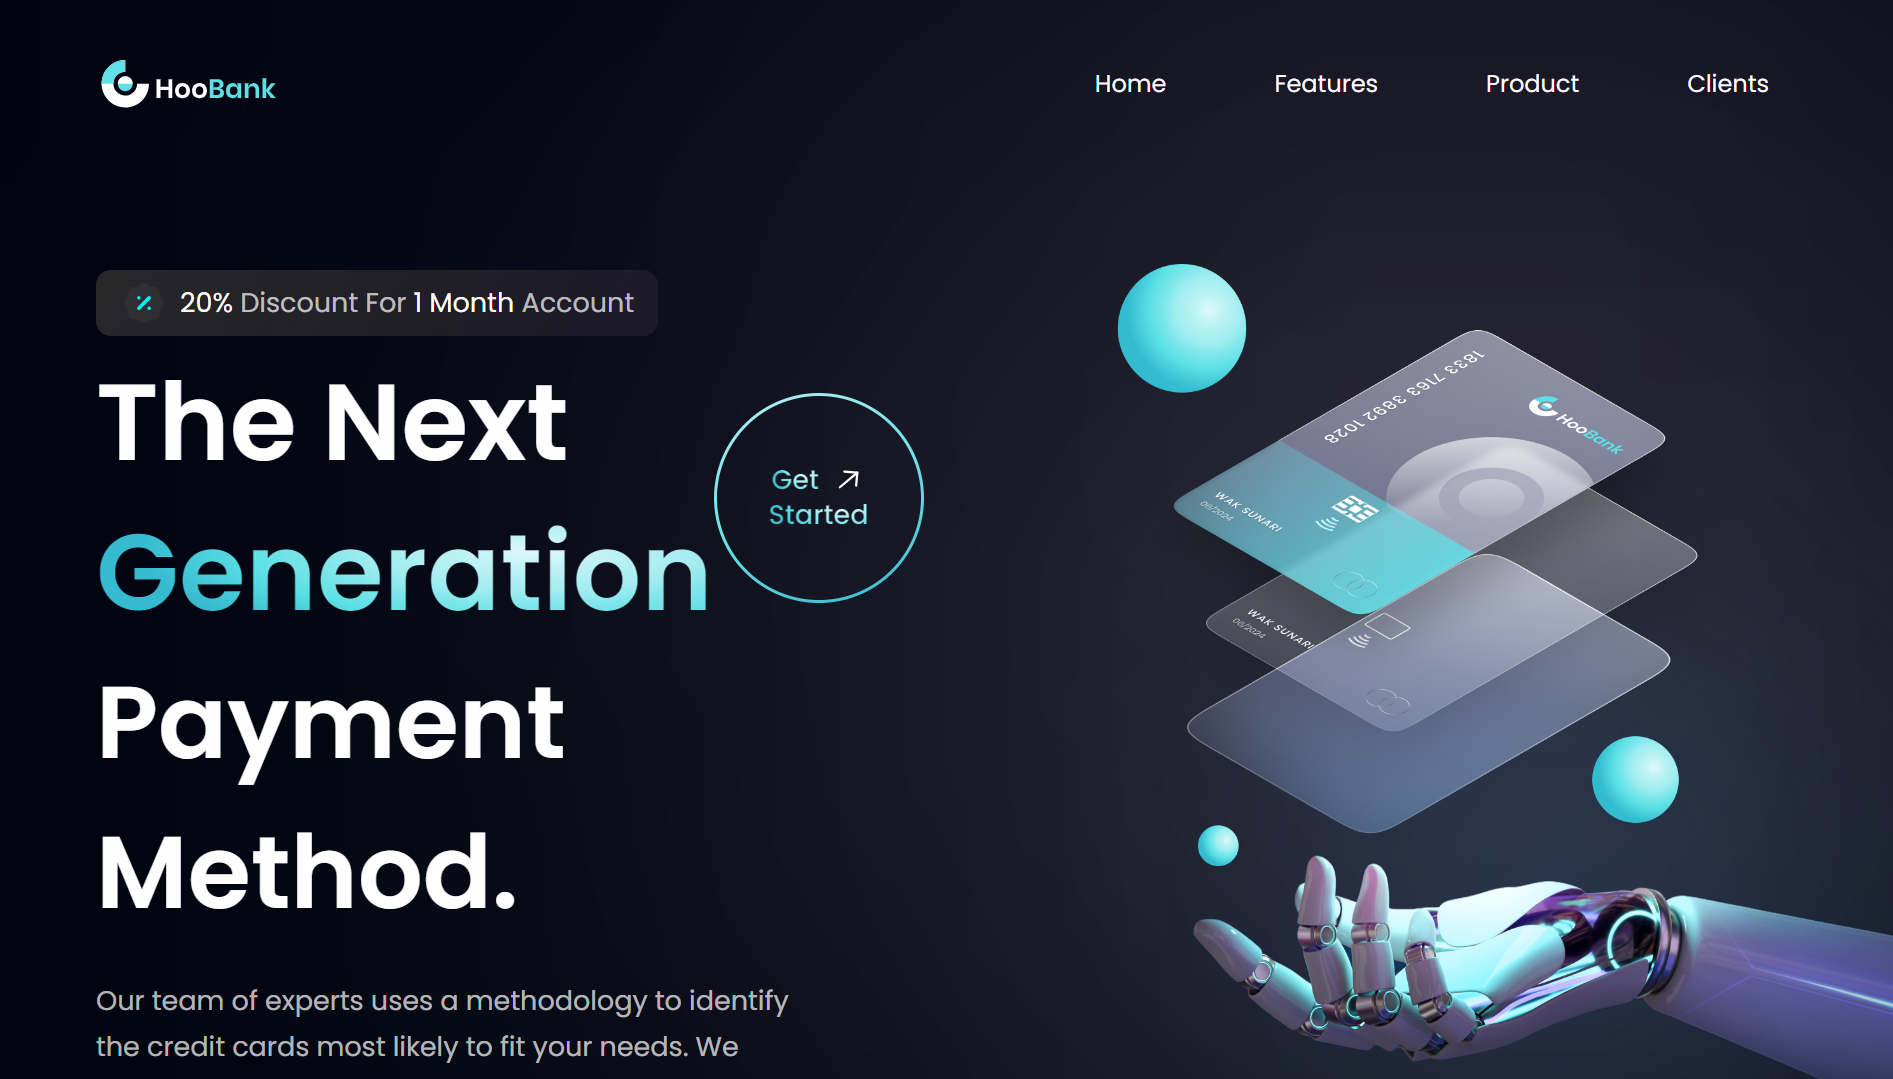 HooBank
Home Features Product Clients
20% Discount For 1 Month Account
The Next
Generation
Payment
Method.
Get
Started
Our team of experts uses a methodology to identify
the credit cards most likely to fit your needs. We
1833 7163 3892 1028
HooBank
WAK SUNARI
06/2024
WAK SUNARI
06/2024